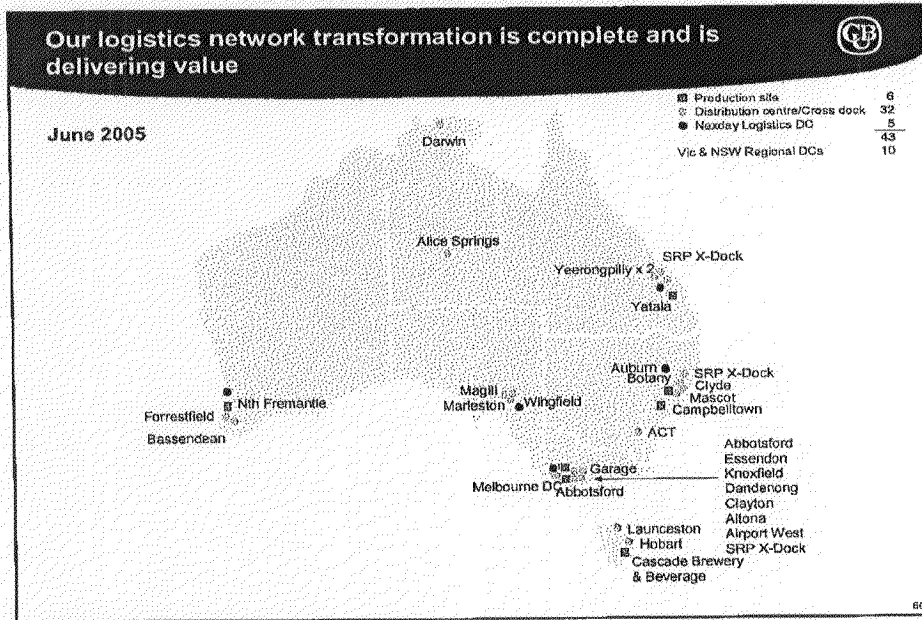 Our logistics network transformation is complete and is
delivering value
CUB
June 2005
Production site 6
Distribution centre/Cross dock 32
Nexday Logistics DC 5
43
Vic & NSW Regional DCs 10
Darwin
Alice Springs
SRP X-Dock
Yeerongpilly x 2
Yatala
Auburn
Botany
SRP X-Dock
Clyde
Mascot
Campbelltown
Magill
Marleston
Wingfield
Nth Fremantle
Forrestfield
Bassendean
ACT
Garage
Melbourne DC
Abbotsford
Abbotsford
Essendon
Knoxfield
Dandenong
Clayton
Altona
Airport West
SRP X-Dock
Launceston
Hobart
Cascade Brewery
& Beverage